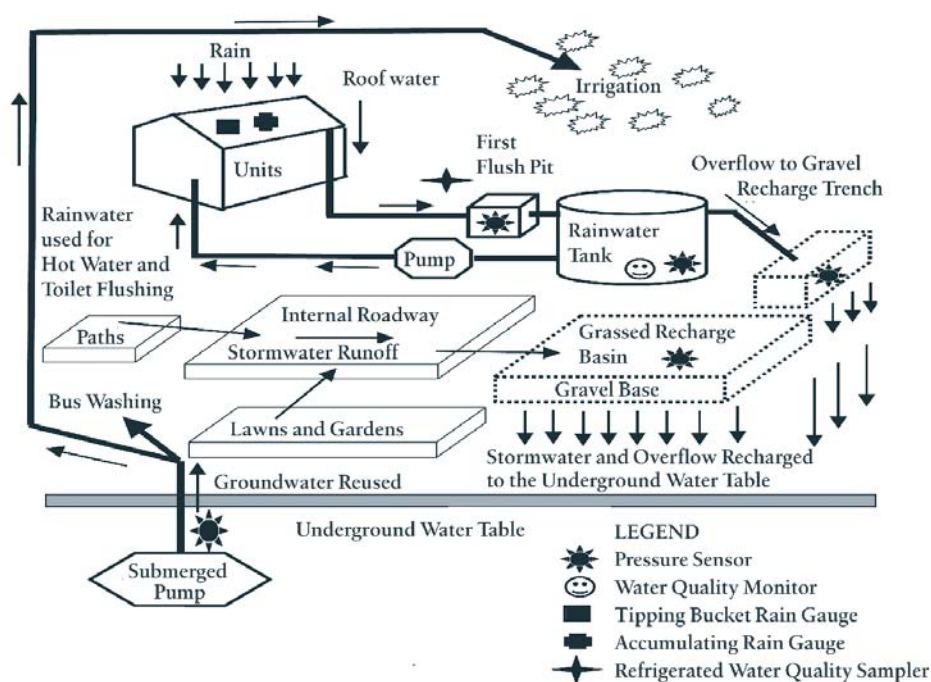 Rain
Roof water
Irrigation
Units
First
Flush Pit
Overflow to Gravel
Recharge Trench
Rainwater
used for
Hot Water and
Toilet Flushing
Rainwater
Tank
Pump
Internal Roadway
Paths
Stormwater Runoff
Grassed Recharge
Basin
Gravel Base
Bus Washing
Lawns and Gardens
Stormwater and Overflow Recharged
to the Underground Water Table
Groundwater Reused
Underground Water Table
Submerged
Pump
LEGEND
Pressure Sensor
Water Quality Monitor
Tipping Bucket Rain Gauge
Accumulating Rain Gauge
Refrigerated Water Quality Sampler